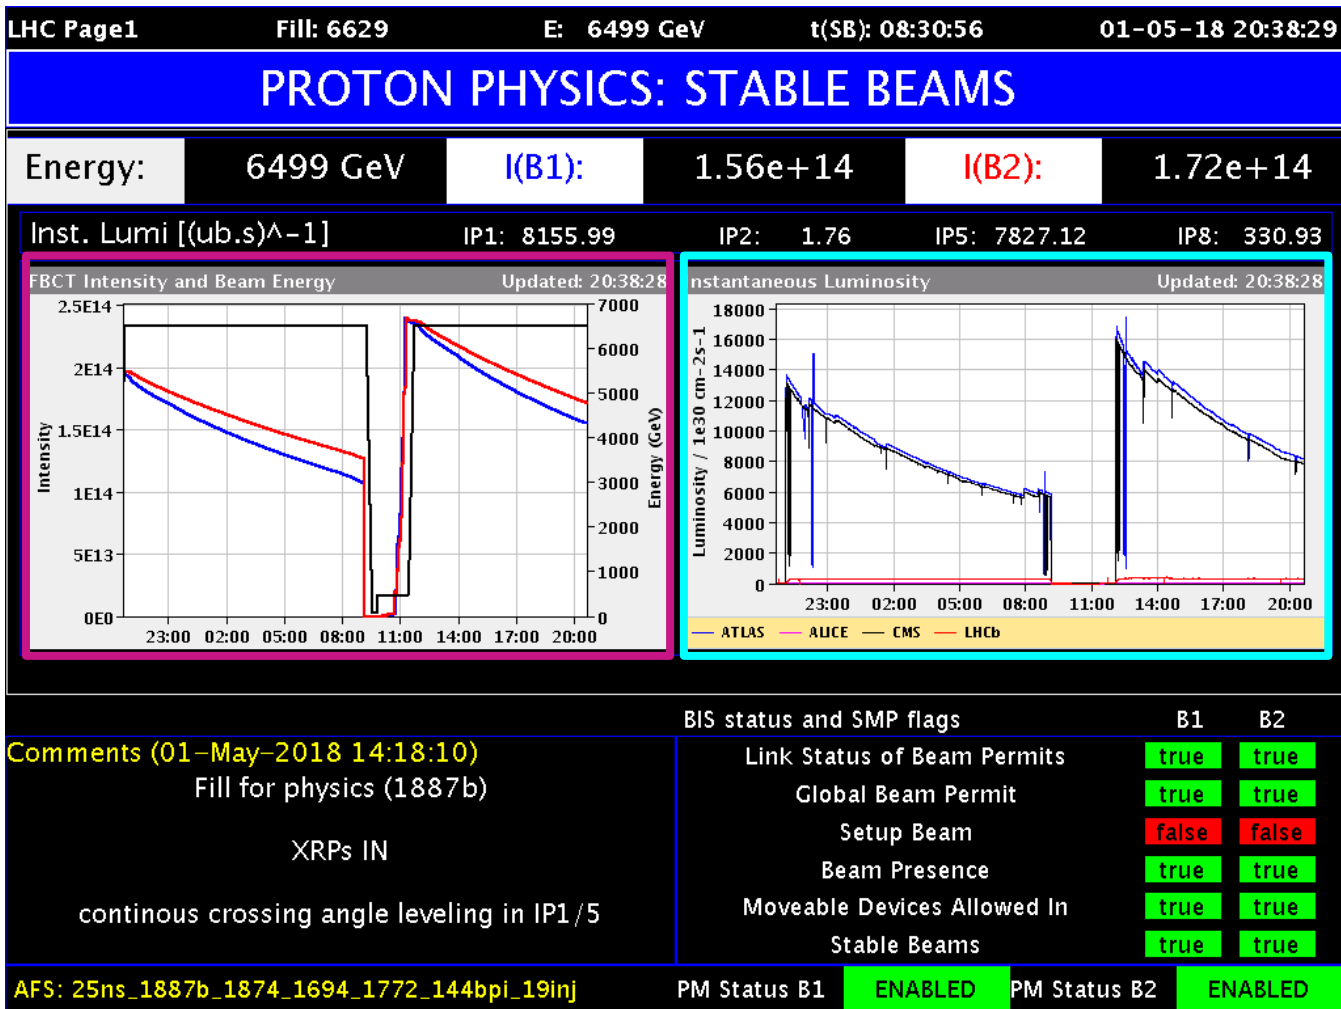 LHC Page1 Fill: 6629 E: 6499 GeV t(SB): 08:30:56 01-05-18 20:38:29
PROTON PHYSICS: STABLE BEAMS
Energy: 6499 GeV I(B1): 1.56e+14 I(B2): 1.72e+14
Inst. Lumi [(ub.s)^-1] IP1: 8155.99 IP2: 1.76 IP5: 7827.12 IP8: 330.93
FBCT Intensity and Beam Energy Updated: 20:38:28
2.5E14
2E14
1.5E14
1E14
5E13
0E0
Intensity
7000
6000
5000
4000
3000
2000
1000
0
Energy (GeV)
23:00 02:00 05:00 08:00 11:00 14:00 17:00 20:00
nstantaneous Luminosity Updated: 20:38:28
18000
16000
14000
12000
10000
8000
6000
4000
2000
0
Luminosity / 1e30 cm-2s-1
23:00 02:00 05:00 08:00 11:00 14:00 17:00 20:00
ATLAS ALICE CMS LHCb
Comments (01-May-2018 14:18:10)
Fill for physics (1887b)
XRPs IN
continous crossing angle leveling in IP1/5
BIS status and SMP flags B1 B2
Link Status of Beam Permits true true
Global Beam Permit true true
Setup Beam false false
Beam Presence true true
Moveable Devices Allowed In true true
Stable Beams true true
AFS: 25ns_1887b_1874_1694_1772_144bpi_19inj PM Status B1 ENABLED PM Status B2 ENABLED